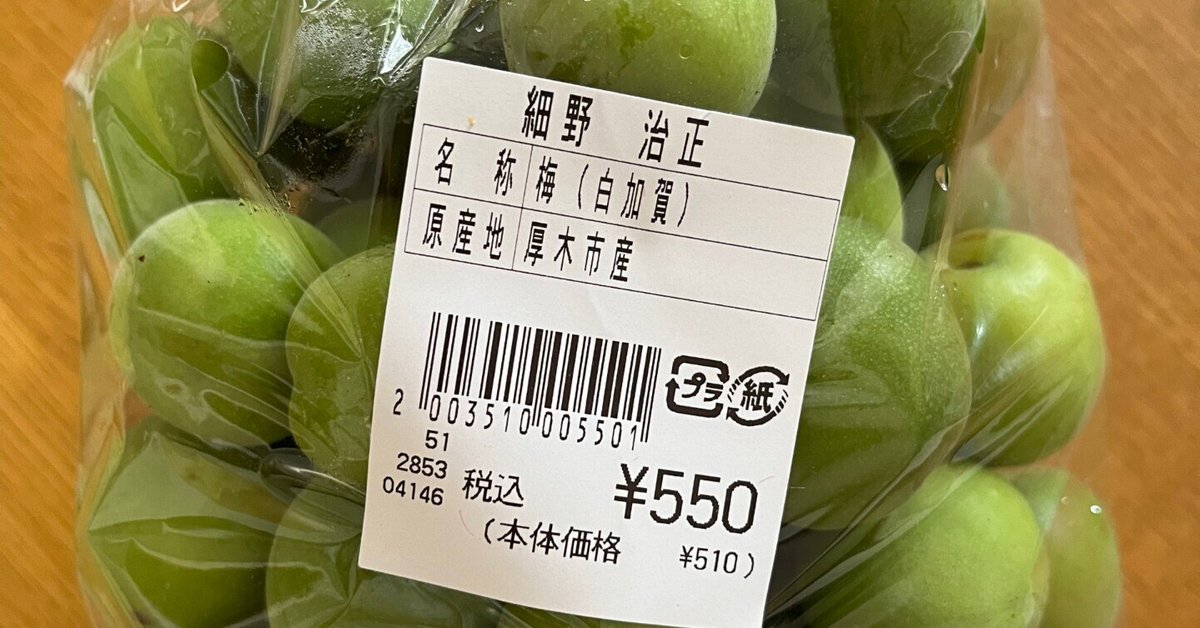 細野 治正
名 称 梅(白加賀)
原産地 厚木市産
プラ 紙
2 003510 005501
51
2853
04146
税込 ¥550
(本体価格 ¥510)